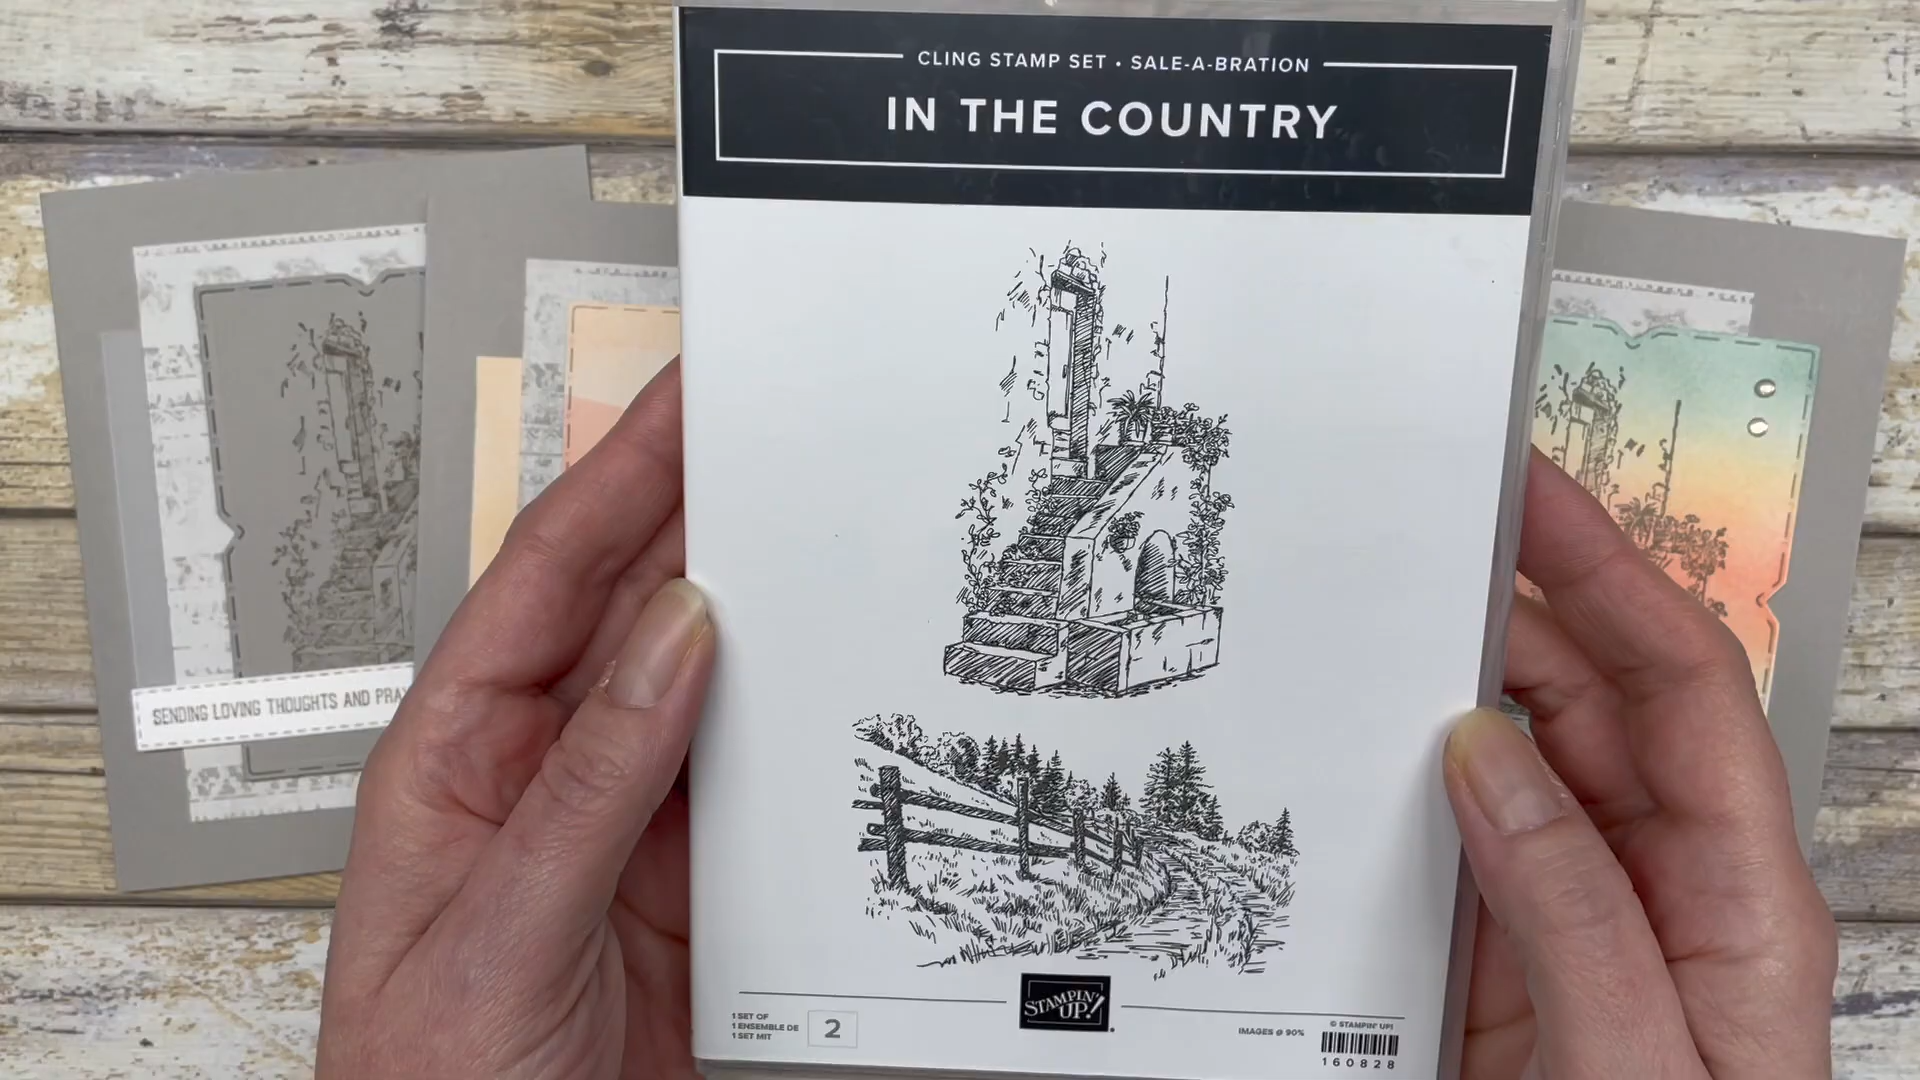 CLING STAMP SET • SALE-A-BRATION
IN THE COUNTRY
SENDING LOVING THOUGHTS AND PRAY
STAMPIN' UP!
1 SET OF
1 ENSEMBLE DE
1 SET MIT
2
IMAGES @ 90%
© STAMPIN' UP!
160828